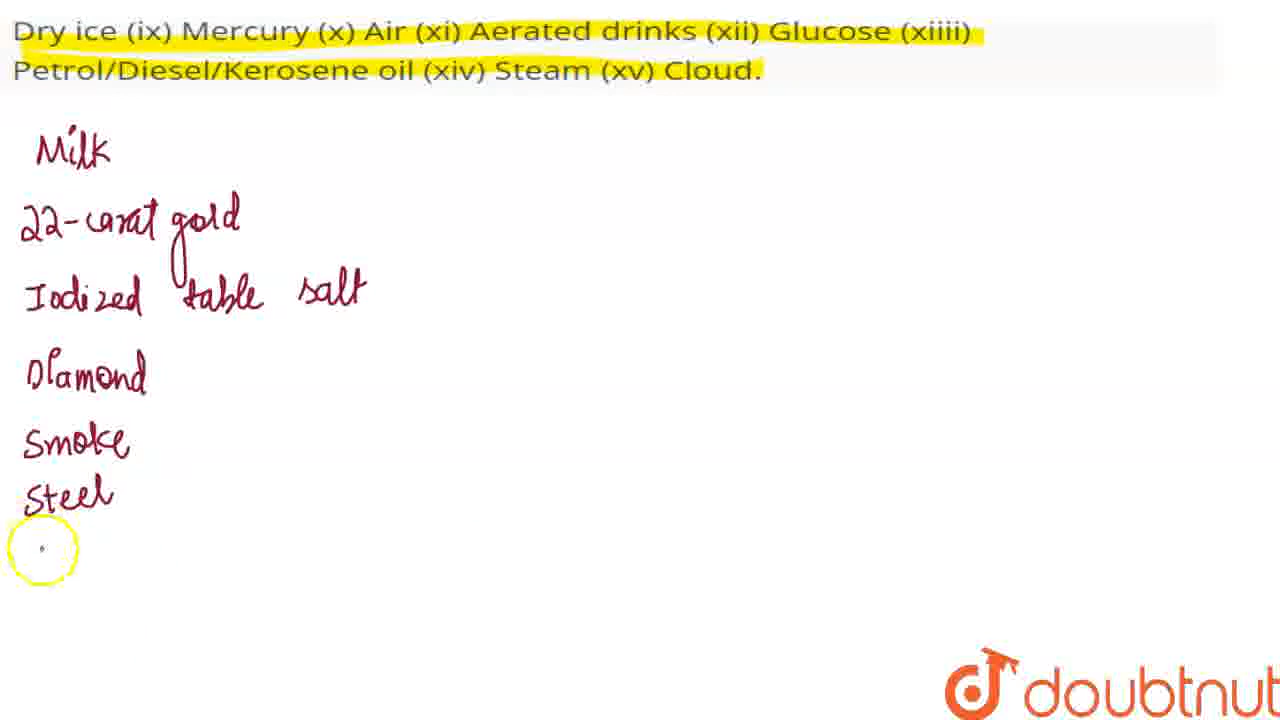 Dry ice (ix) Mercury (x) Air (xi) Aerated drinks (xii) Glucose (xiiii)
Petrol/Diesel/Kerosene oil (xiv) Steam (xv) Cloud.
Milk
22-carat gold
Iodized table salt
Diamond
Smoke
Steel
doubtnut